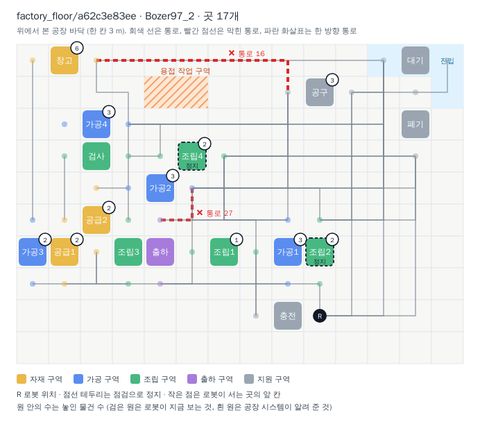 factory_floor/a62c3e83ee · Bozer97_2 · 곳 17개
위에서 본 공장 바닥 (한 칸 3 m). 회색 선은 통로, 빨간 점선은 막힌 통로, 파란 화살표는 한 방향 통로
창고 6
✕ 통로 16
대기
진입
용접 작업 구역
공구 3
가공4 3
폐기
검사
조립4 2
정지
가공2 3
공급2 2
✕ 통로 27
가공3 2
공급1 2
조립3
출하
조립1 1
가공1 3
조립2 2
정지
충전
R
자재 구역
가공 구역
조립 구역
출하 구역
지원 구역
R 로봇 위치 · 점선 테두리는 점검으로 정지 · 작은 점은 로봇이 서는 곳의 앞 칸
원 안의 수는 놓인 물건 수 (검은 원은 로봇이 지금 보는 것, 흰 원은 공장 시스템이 알려 준 것)